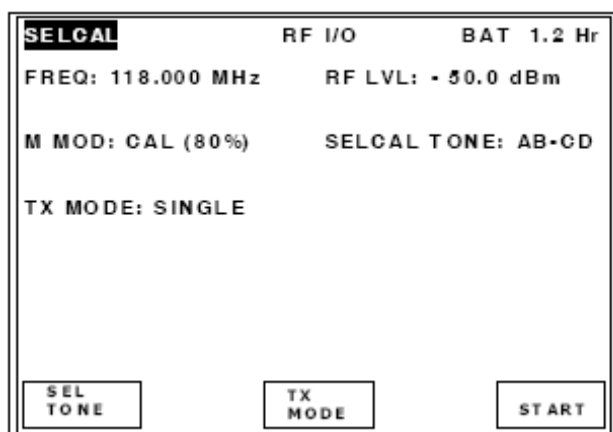 SELCAL RF I/O BAT 1.2 Hr
FREQ: 118.000 MHz RF LVL: - 50.0 dBm
M MOD: CAL (80%) SELCAL TONE: AB-CD
TX MODE: SINGLE
SEL TONE
TX MODE
START